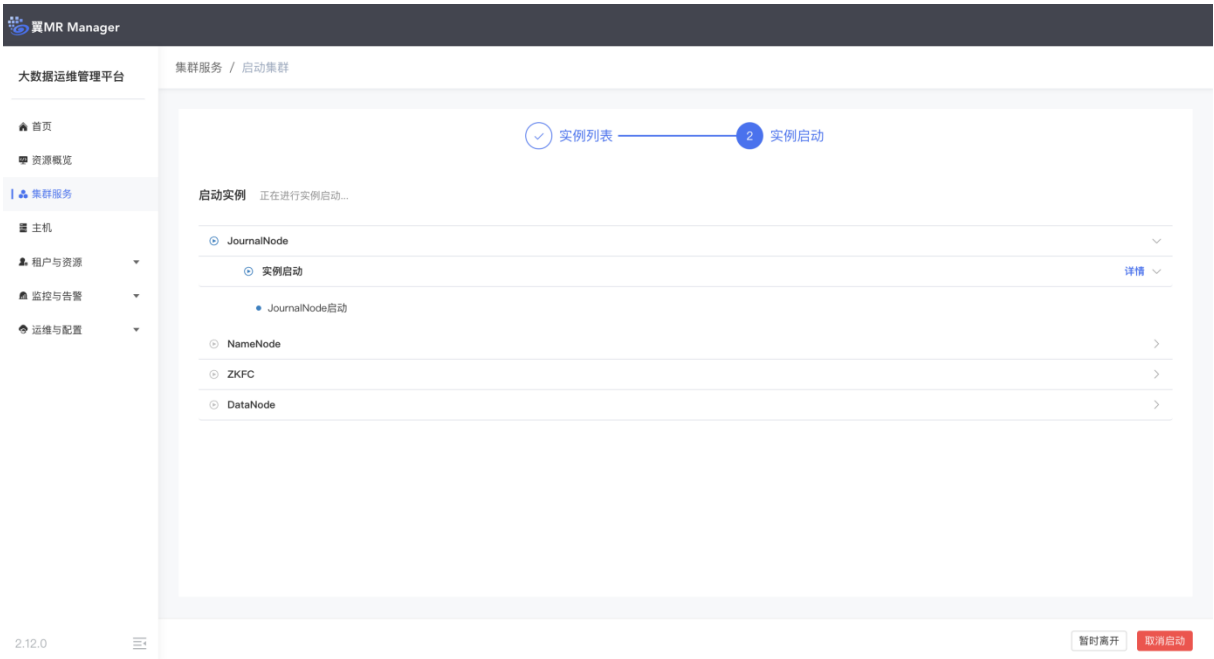 翼MR Manager
大数据运维管理平台
集群服务 / 启动集群
首页
资源概览
集群服务
主机
租户与资源
监控与告警
运维与配置
实例列表
2 实例启动
启动实例 正在进行实例启动...
JournalNode
实例启动 详情
JournalNode启动
NameNode
ZKFC
DataNode
2.12.0
暂时离开 取消启动